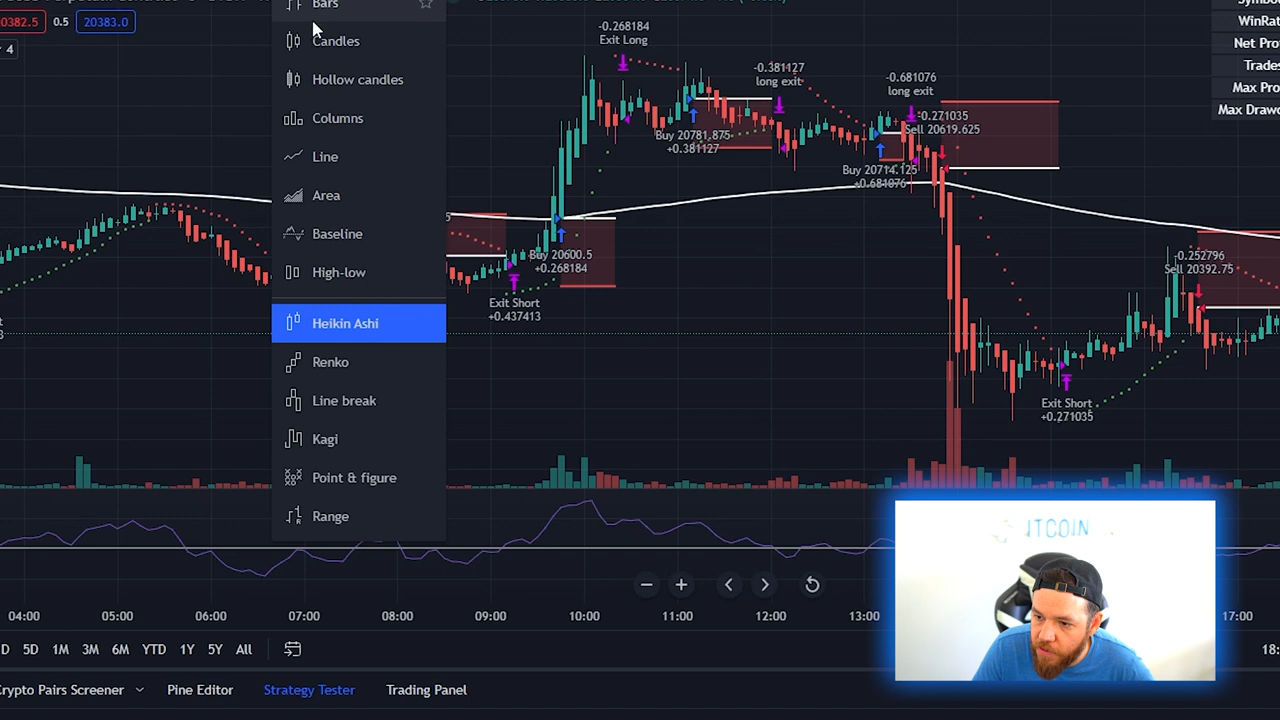 Bars
20382.5
0.5
20383.0
4
Candles
Hollow candles
Columns
Line
Area
Baseline
High-low
Heikin Ashi
Renko
Line break
Kagi
Point & figure
Range
-0.268184
Exit Long
-0.381127
long exit
Buy 20781.875
+0.381127
-0.681076
long exit
-0.271035
Sell 20619.625
Buy 20714.125
+0.681076
Buy 20600.5
+0.268184
Exit Short
+0.437413
-0.252796
Sell 20392.75
Exit Short
+0.271035
Symbo
WinRat
Net Pro
Trades
Max Pro
Max Drawd
ITCOIN
04:00
05:00
06:00
07:00
08:00
09:00
10:00
11:00
12:00
13:00
17:00
18:
D
5D
1M
3M
6M
YTD
1Y
5Y
All
Crypto Pairs Screener
Pine Editor
Strategy Tester
Trading Panel